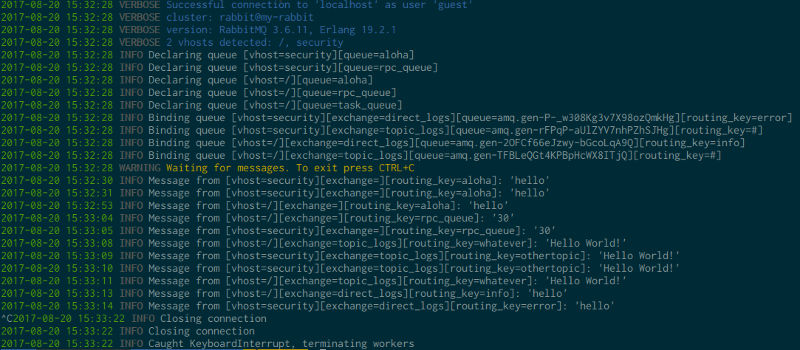 2017-08-20 15:32:28 VERBOSE Successful connection to 'localhost' as user 'guest'
2017-08-20 15:32:28 VERBOSE cluster: rabbit@my-rabbit
2017-08-20 15:32:28 VERBOSE version: RabbitMQ 3.6.11, Erlang 19.2.1
2017-08-20 15:32:28 VERBOSE 2 vhosts detected: /, security
2017-08-20 15:32:28 INFO Declaring queue [vhost=security][queue=aloha]
2017-08-20 15:32:28 INFO Declaring queue [vhost=security][queue=rpc_queue]
2017-08-20 15:32:28 INFO Declaring queue [vhost=/][queue=aloha]
2017-08-20 15:32:28 INFO Declaring queue [vhost=/][queue=rpc_queue]
2017-08-20 15:32:28 INFO Declaring queue [vhost=/][queue=task_queue]
2017-08-20 15:32:28 INFO Binding queue [vhost=security][exchange=direct_logs][queue=amq.gen-P-_w308Kg3v7X98ozQmkHg][routing_key=error]
2017-08-20 15:32:28 INFO Binding queue [vhost=security][exchange=topic_logs][queue=amq.gen-rFPqP-aUlZYV7nhPZhSJHg][routing_key=#]
2017-08-20 15:32:28 INFO Binding queue [vhost=/][exchange=direct_logs][queue=amq.gen-2OFCf66eJzwy-bGcoLqA9Q][routing_key=info]
2017-08-20 15:32:28 INFO Binding queue [vhost=/][exchange=topic_logs][queue=amq.gen-TFBLeQGt4KPBpHcWX8ITjQ][routing_key=#]
2017-08-20 15:32:28 WARNING Waiting for messages. To exit press CTRL+C
2017-08-20 15:32:30 INFO Message from [vhost=security][exchange=][routing_key=aloha]: 'hello'
2017-08-20 15:32:31 INFO Message from [vhost=security][exchange=][routing_key=aloha]: 'hello'
2017-08-20 15:32:53 INFO Message from [vhost=/][exchange=][routing_key=aloha]: 'hello'
2017-08-20 15:33:04 INFO Message from [vhost=/][exchange=][routing_key=rpc_queue]: '30'
2017-08-20 15:33:05 INFO Message from [vhost=security][exchange=][routing_key=rpc_queue]: '30'
2017-08-20 15:33:08 INFO Message from [vhost=/][exchange=topic_logs][routing_key=whatever]: 'Hello World!'
2017-08-20 15:33:09 INFO Message from [vhost=security][exchange=topic_logs][routing_key=othertopic]: 'Hello World!'
2017-08-20 15:33:10 INFO Message from [vhost=security][exchange=topic_logs][routing_key=othertopic]: 'Hello World!'
2017-08-20 15:33:11 INFO Message from [vhost=/][exchange=topic_logs][routing_key=whatever]: 'Hello World!'
2017-08-20 15:33:13 INFO Message from [vhost=/][exchange=direct_logs][routing_key=info]: 'hello'
2017-08-20 15:33:14 INFO Message from [vhost=security][exchange=direct_logs][routing_key=error]: 'hello'
^C2017-08-20 15:33:22 INFO Closing connection
2017-08-20 15:33:22 INFO Closing connection
2017-08-20 15:33:22 INFO Caught KeyboardInterrupt, terminating workers